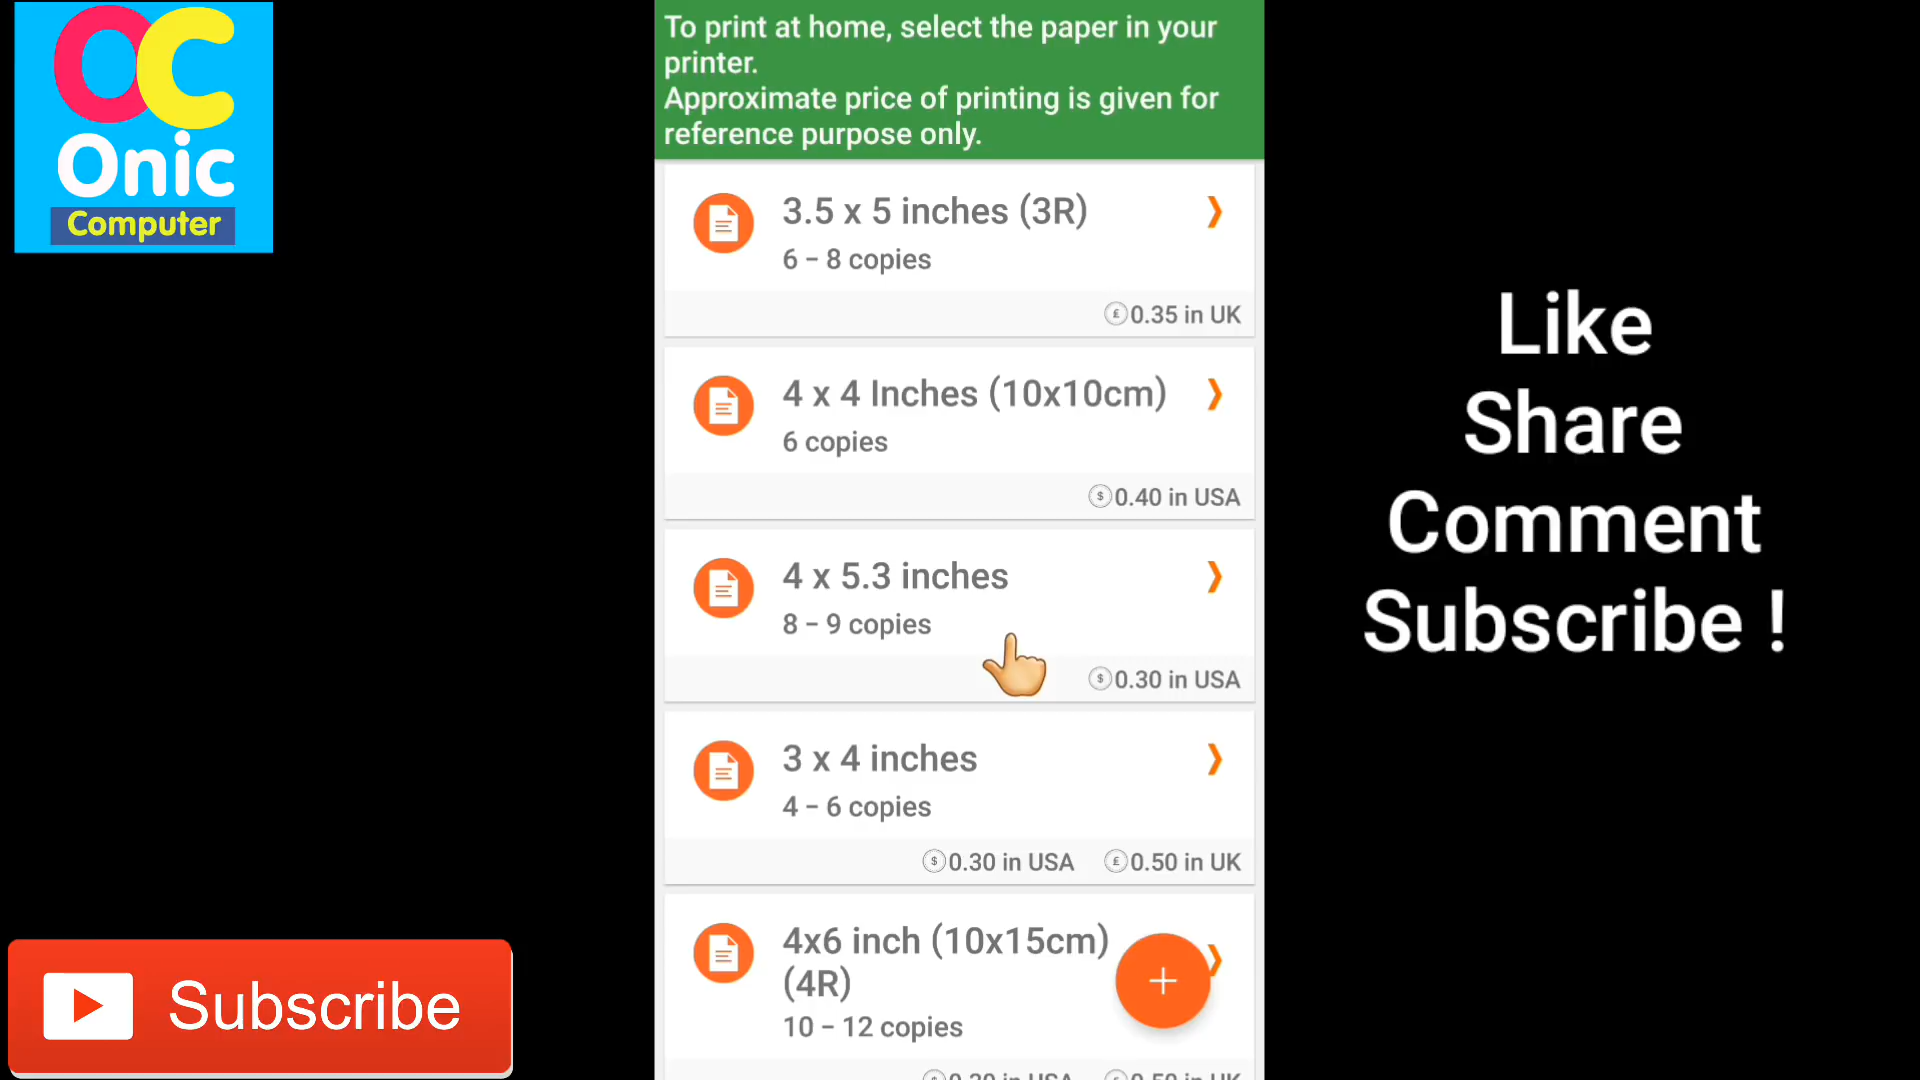 OC
Onic
Computer
To print at home, select the paper in your
printer.
Approximate price of printing is given for
reference purpose only.
3.5 x 5 inches (3R)
6 – 8 copies
£ 0.35 in UK
4 x 4 Inches (10x10cm)
6 copies
$ 0.40 in USA
4 x 5.3 inches
8 – 9 copies
$ 0.30 in USA
3 x 4 inches
4 – 6 copies
$ 0.30 in USA £ 0.50 in UK
4x6 inch (10x15cm)
(4R)
10 – 12 copies
Like
Share
Comment
Subscribe !
Subscribe